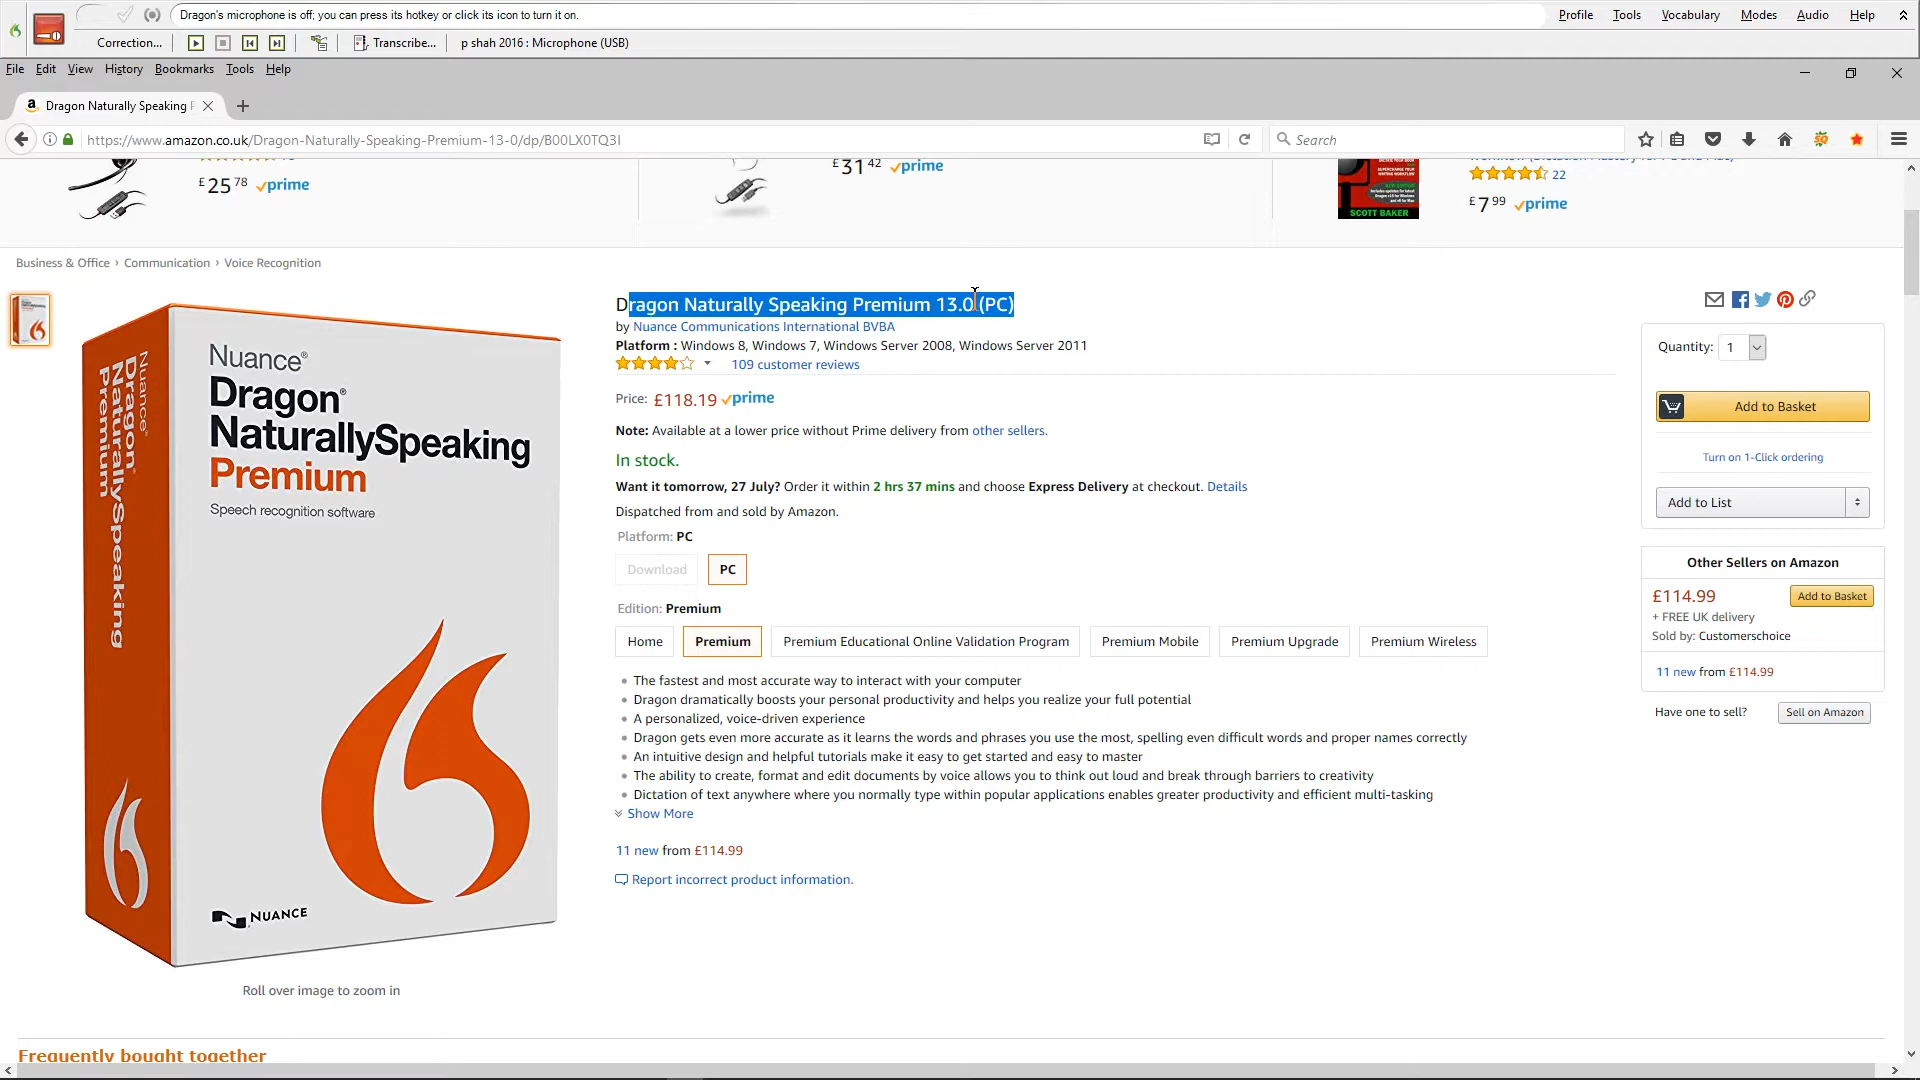 Dragon's microphone is off; you can press its hotkey or click its icon to turn it on.
Profile Tools Vocabulary Modes Audio Help
Correction... Transcribe... p shah 2016 : Microphone (USB)
File Edit View History Bookmarks Tools Help
Dragon Naturally Speaking P
https://www.amazon.co.uk/Dragon-Naturally-Speaking-Premium-13-0/dp/B00LX0TQ3I
Search
£25 78 prime
£31 42 prime
SCOTT BAKER
22
£7 99 prime
Business & Office › Communication › Voice Recognition
Dragon Naturally Speaking Premium 13.0 (PC)
by Nuance Communications International BVBA
Platform : Windows 8, Windows 7, Windows Server 2008, Windows Server 2011
109 customer reviews
Price: £118.19 prime
Note: Available at a lower price without Prime delivery from other sellers.
In stock.
Want it tomorrow, 27 July? Order it within 2 hrs 37 mins and choose Express Delivery at checkout. Details
Dispatched from and sold by Amazon.
Platform: PC
Download PC
Edition: Premium
Home Premium Premium Educational Online Validation Program Premium Mobile Premium Upgrade Premium Wireless
The fastest and most accurate way to interact with your computer
Dragon dramatically boosts your personal productivity and helps you realize your full potential
A personalized, voice-driven experience
Dragon gets even more accurate as it learns the words and phrases you use the most, spelling even difficult words and proper names correctly
An intuitive design and helpful tutorials make it easy to get started and easy to master
The ability to create, format and edit documents by voice allows you to think out loud and break through barriers to creativity
Dictation of text anywhere where you normally type within popular applications enables greater productivity and efficient multi-tasking
Show More
11 new from £114.99
Report incorrect product information.
Nuance®
Dragon®
NaturallySpeaking
Premium
Speech recognition software
NUANCE
Nuance®
Dragon
NaturallySpeaking
Premium
Roll over image to zoom in
Quantity: 1
Add to Basket
Turn on 1-Click ordering
Add to List
Other Sellers on Amazon
£114.99 Add to Basket
+ FREE UK delivery
Sold by: Customerschoice
11 new from £114.99
Have one to sell? Sell on Amazon
Frequently bought together